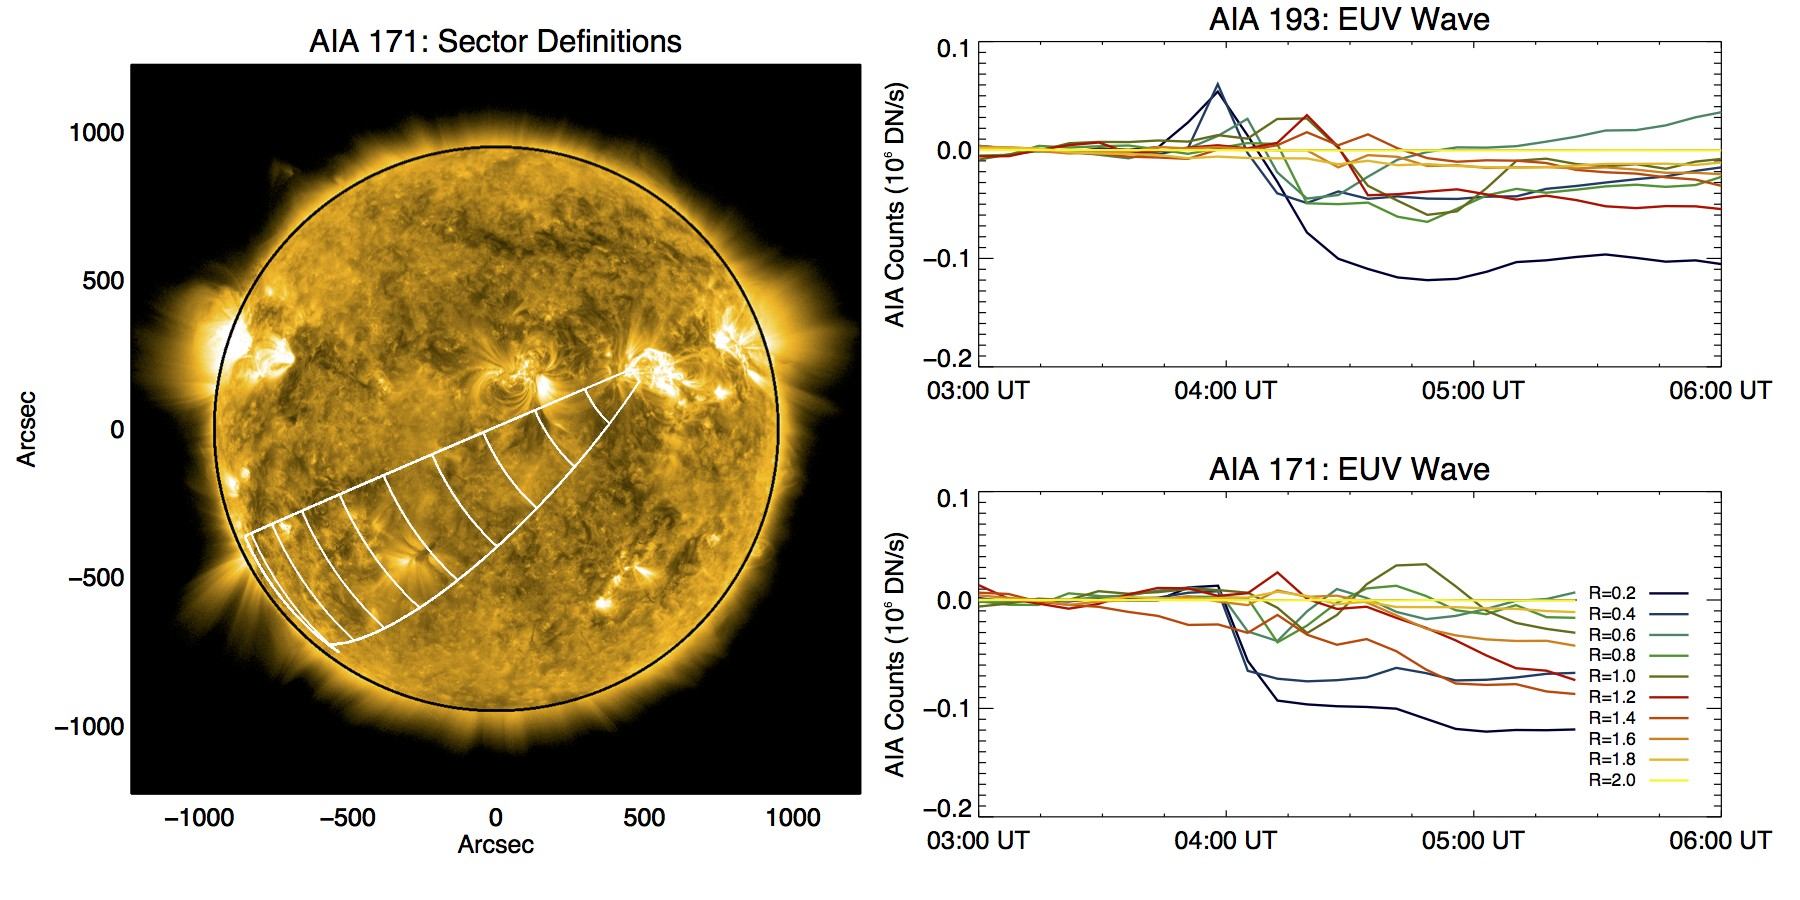 AIA 171: Sector Definitions
1000
500
0
−500
−1000
Arcsec
−1000 −500 0 500 1000
Arcsec
AIA 193: EUV Wave
0.1
0.0
−0.1
−0.2
AIA Counts (10⁶ DN/s)
03:00 UT 04:00 UT 05:00 UT 06:00 UT
AIA 171: EUV Wave
0.1
0.0
−0.1
−0.2
AIA Counts (10⁶ DN/s)
R=0.2
R=0.4
R=0.6
R=0.8
R=1.0
R=1.2
R=1.4
R=1.6
R=1.8
R=2.0
03:00 UT 04:00 UT 05:00 UT 06:00 UT